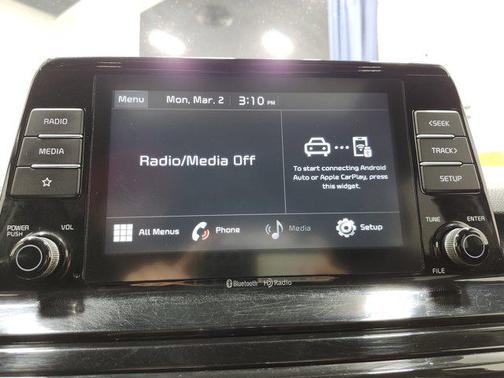 Menu Mon, Mar. 2 3:10 PM
RADIO
MEDIA
POWER PUSH VOL
Radio/Media Off
To start connecting Android
Auto or Apple CarPlay, press
this widget.
All Menus Phone Media Setup
<SEEK
TRACK>
SETUP
TUNE ENTER
FILE
Bluetooth HD Radio